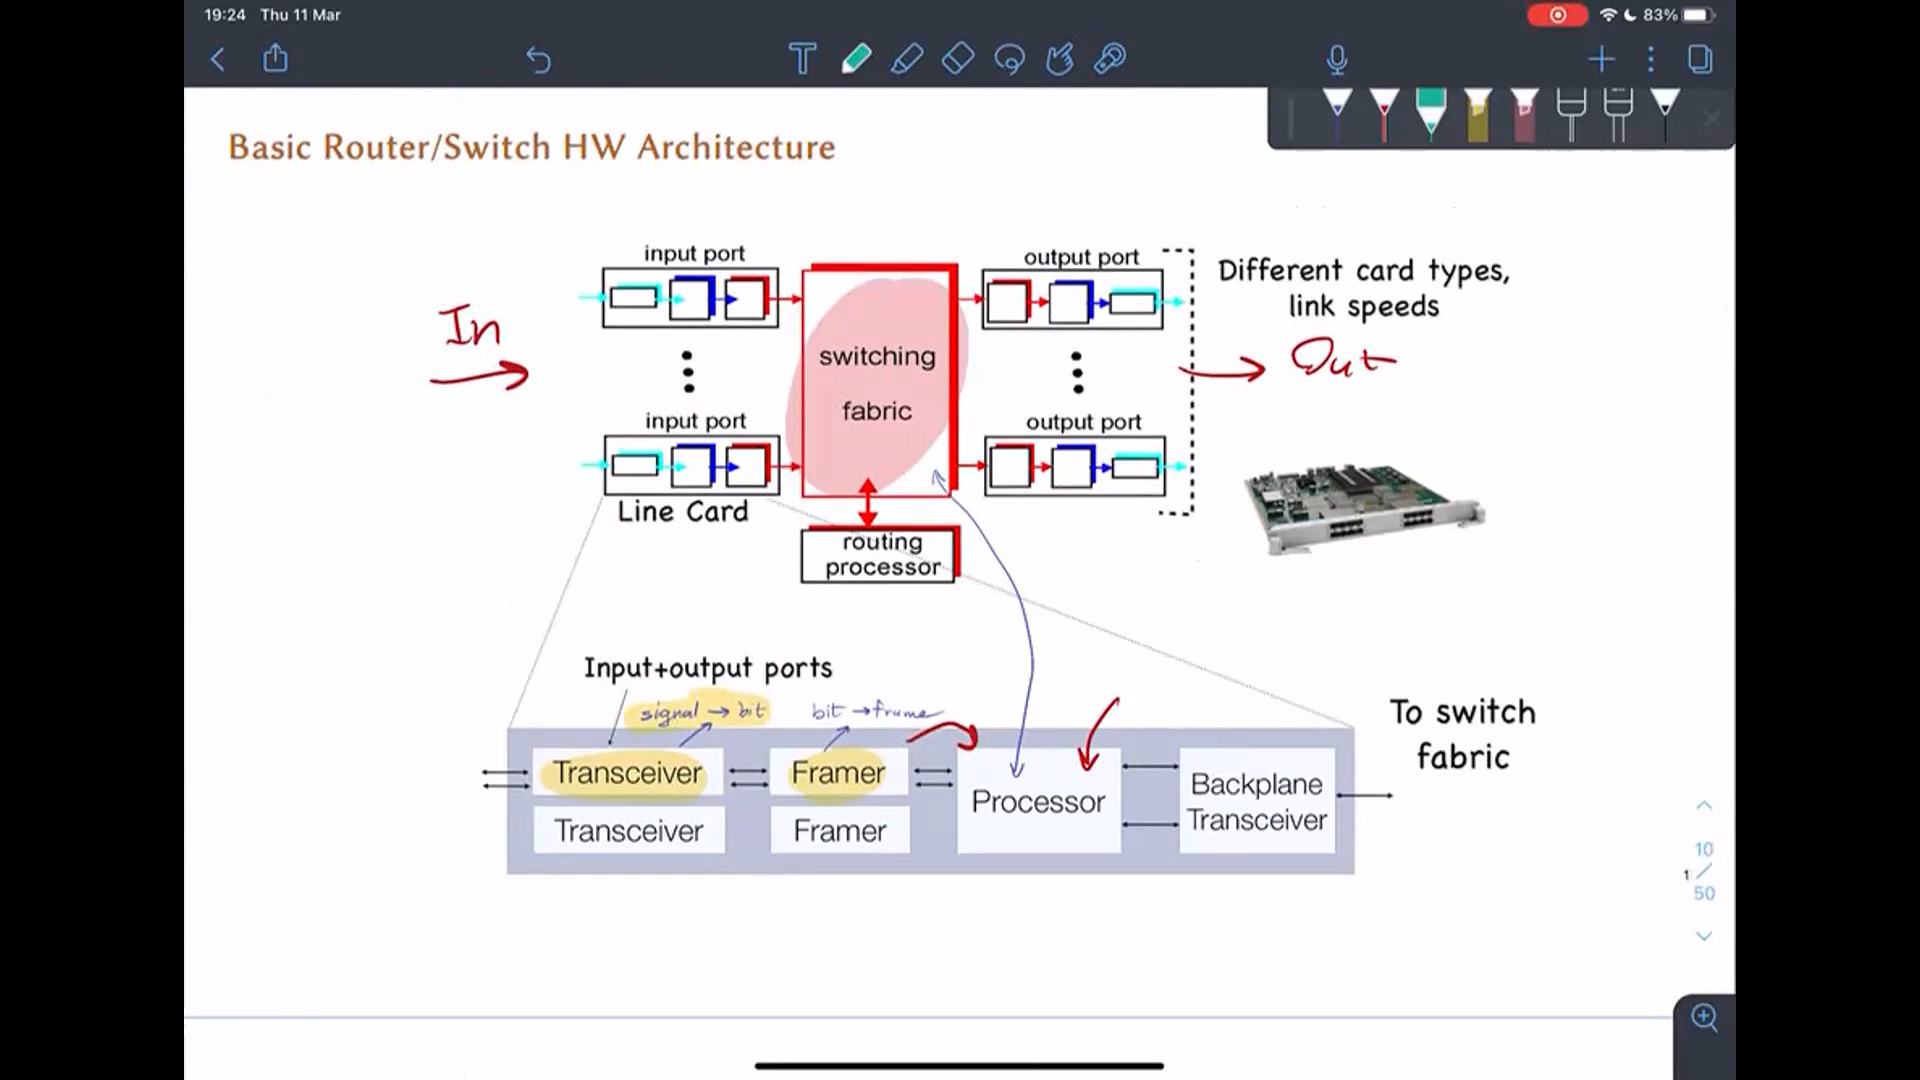 19:24 Thu 11 Mar
83%
Basic Router/Switch HW Architecture
input port
output port
Different card types,
link speeds
In
switching
fabric
Out
input port
output port
Line Card
routing
processor
Input+output ports
signal → bit
bit → frame
To switch
fabric
Transceiver
Framer
Processor
Backplane
Transceiver
Transceiver
Framer
10
1 /
50